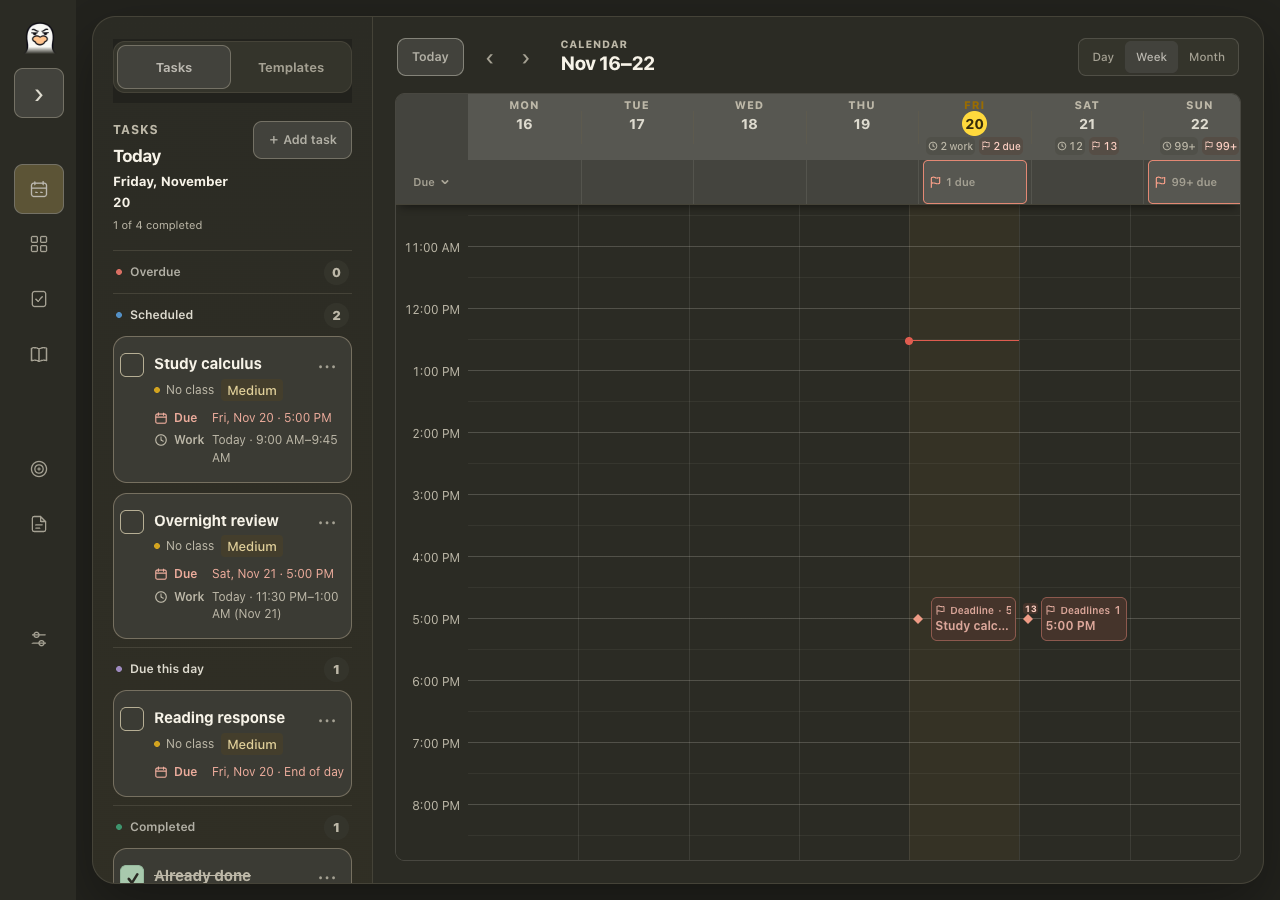 Tasks
Templates
TASKS
+ Add task
Today
Friday, November
20
1 of 4 completed
Overdue
0
Scheduled
2
Study calculus
No class
Medium
Due
Fri, Nov 20 · 5:00 PM
Work
Today · 9:00 AM–9:45
AM
Overnight review
No class
Medium
Due
Sat, Nov 21 · 5:00 PM
Work
Today · 11:30 PM–1:00
AM (Nov 21)
Due this day
1
Reading response
No class
Medium
Due
Fri, Nov 20 · End of day
Completed
1
Already done
Today
CALENDAR
Nov 16–22
Day
Week
Month
MON
16
TUE
17
WED
18
THU
19
FRI
20
2 work
2 due
SAT
21
12
13
SUN
22
99+
99+
Due
1 due
99+ due
11:00 AM
12:00 PM
1:00 PM
2:00 PM
3:00 PM
4:00 PM
5:00 PM
Deadline · 5
Study calc...
13
Deadlines 1
5:00 PM
6:00 PM
7:00 PM
8:00 PM